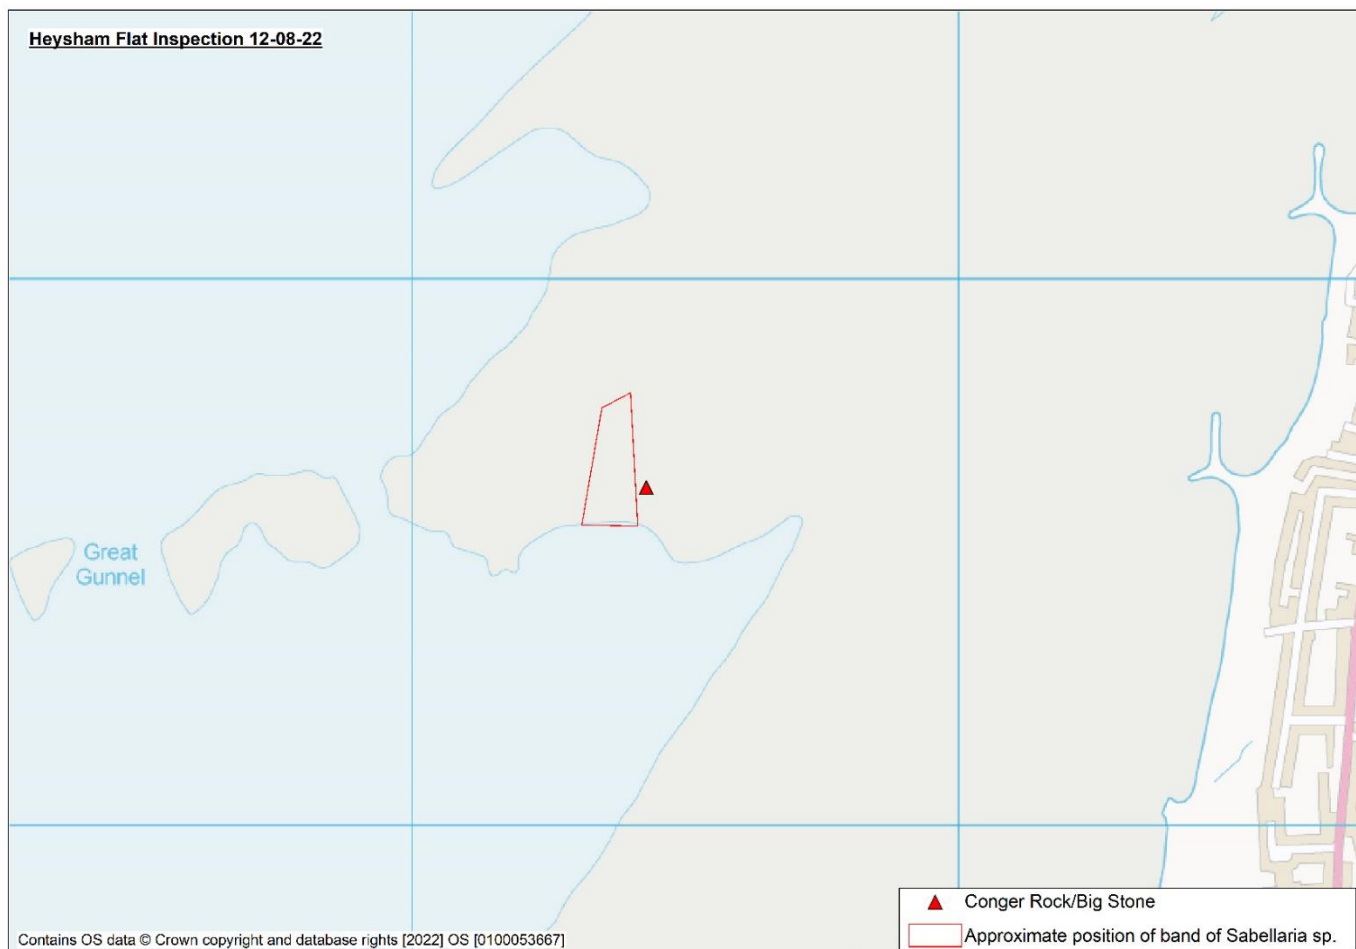 Heysham Flat Inspection 12-08-22
Great
Gunnel
Conger Rock/Big Stone
Approximate position of band of Sabellaria sp.
Contains OS data © Crown copyright and database rights [2022] OS [0100053667]